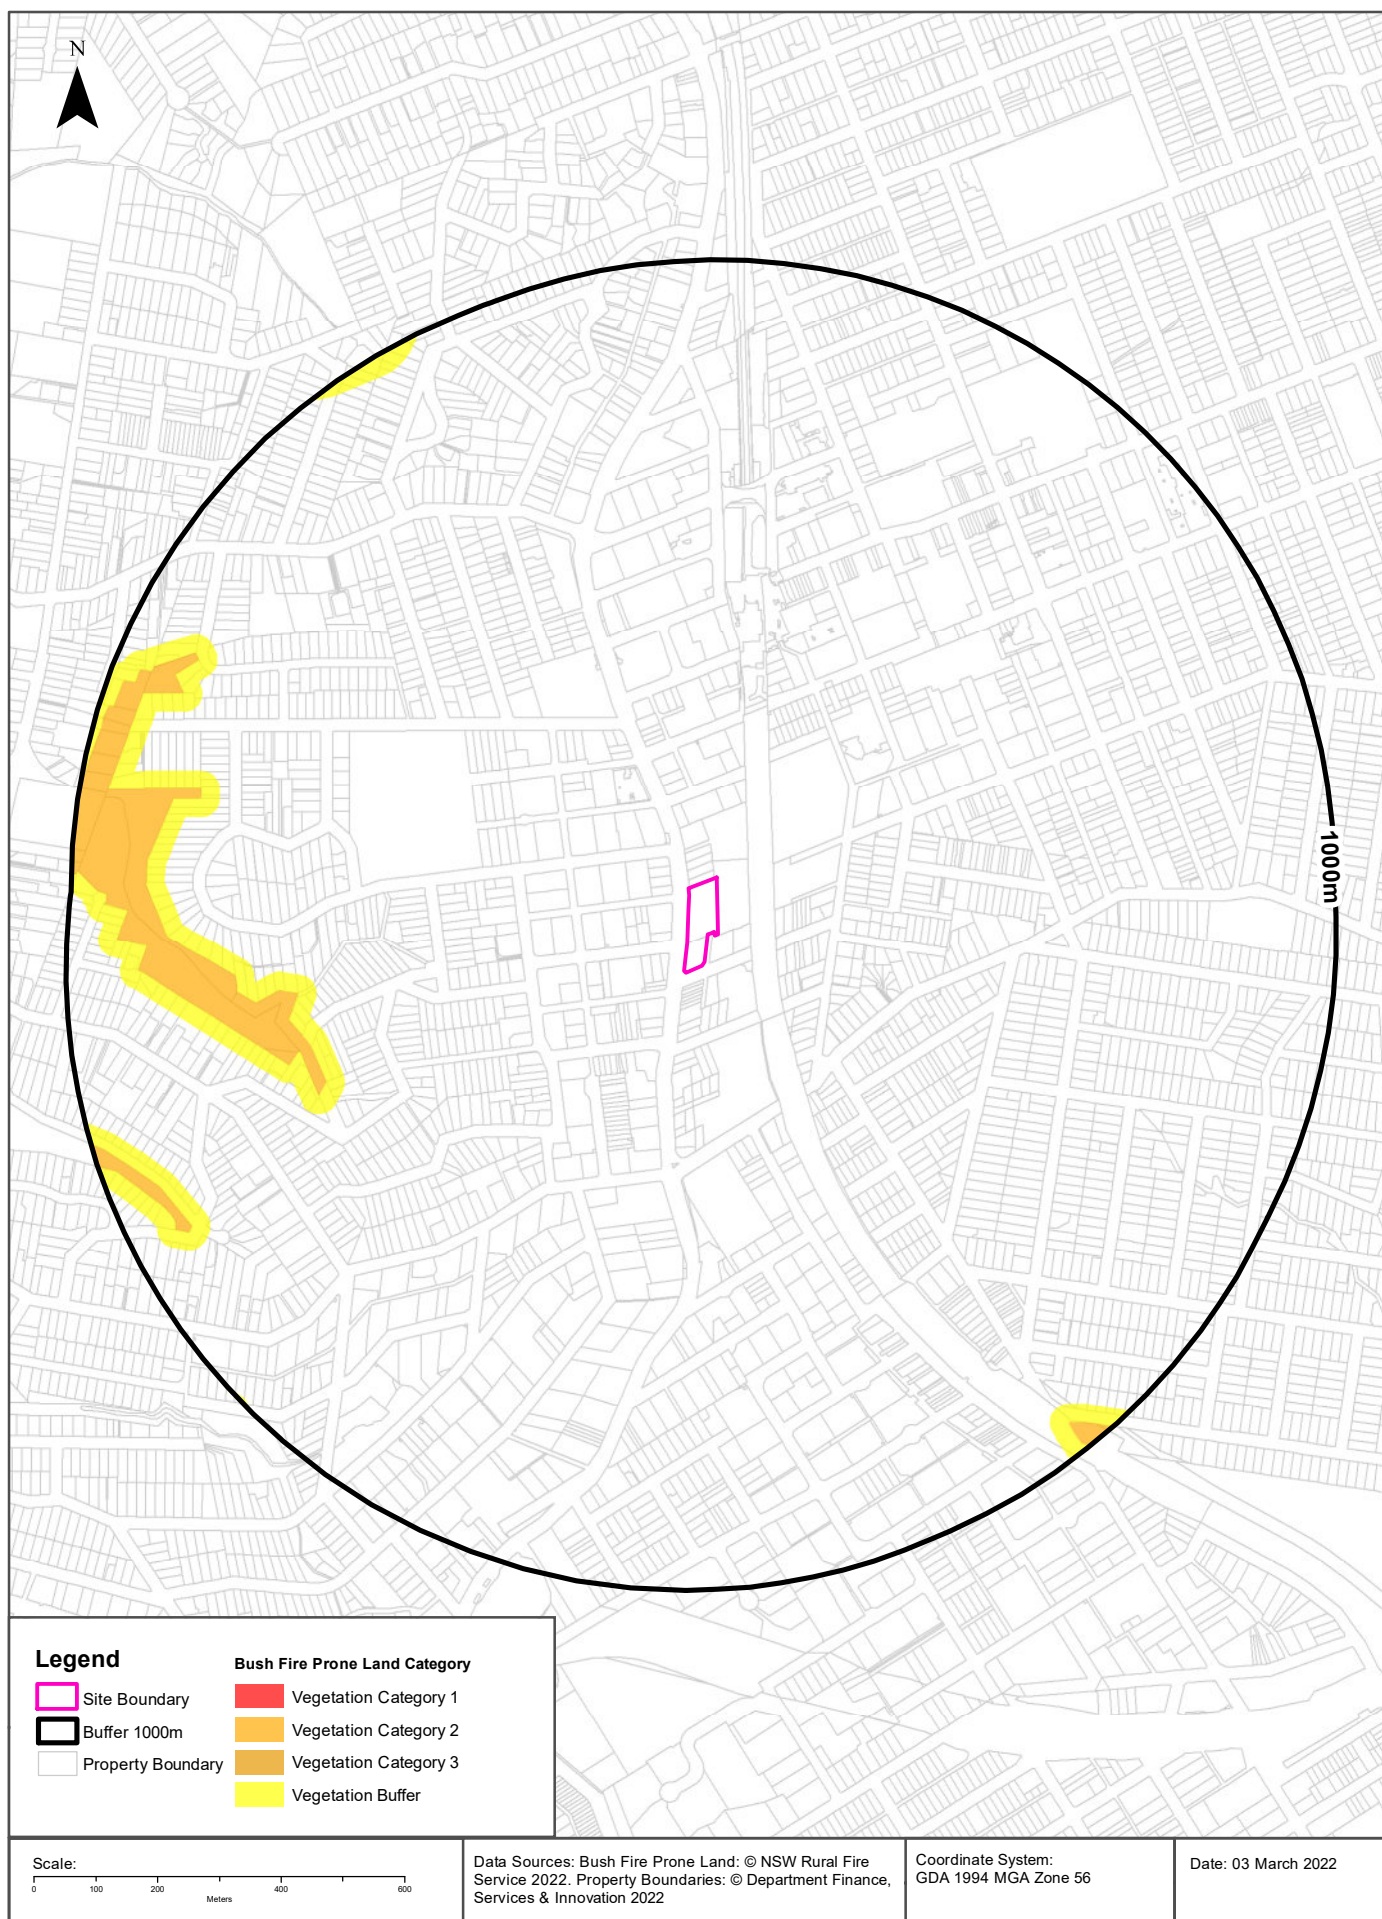 N
1000m
Legend
Site Boundary
Buffer 1000m
Property Boundary
Bush Fire Prone Land Category
Vegetation Category 1
Vegetation Category 2
Vegetation Category 3
Vegetation Buffer
Scale:
0 100 200 400 600
Meters
Data Sources: Bush Fire Prone Land: © NSW Rural Fire
Service 2022. Property Boundaries: © Department Finance,
Services & Innovation 2022
Coordinate System:
GDA 1994 MGA Zone 56
Date: 03 March 2022